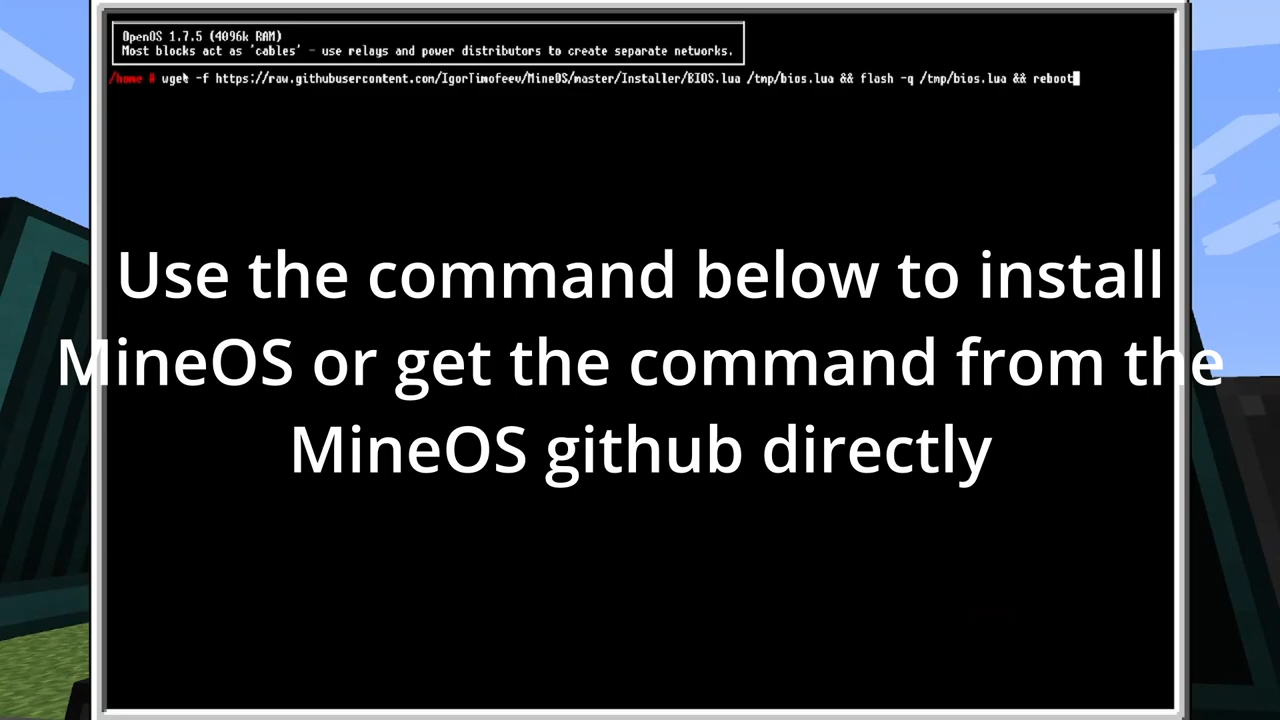 OpenOS 1.7.5 (4096k RAM)
Most blocks act as 'cables' - use relays and power distributors to create separate networks.
/home # wget -f https://raw.githubusercontent.com/IgorTimofeev/MineOS/master/Installer/BIOS.lua /tmp/bios.lua && flash -q /tmp/bios.lua && reboot
Use the command below to install
MineOS or get the command from the
MineOS github directly